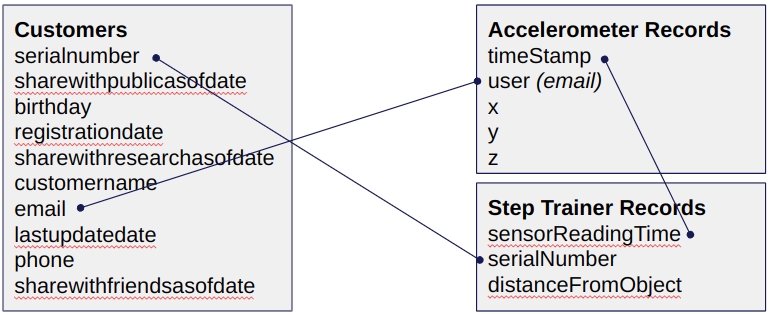 Customers
serialnumber
sharewithpublicasofdate
birthday
registrationdate
sharewithresearchasofdate
customername
email
lastupdatedate
phone
sharewithfriendsasofdate
Accelerometer Records
timeStamp
user (email)
x
y
z
Step Trainer Records
sensorReadingTime
serialNumber
distanceFromObject